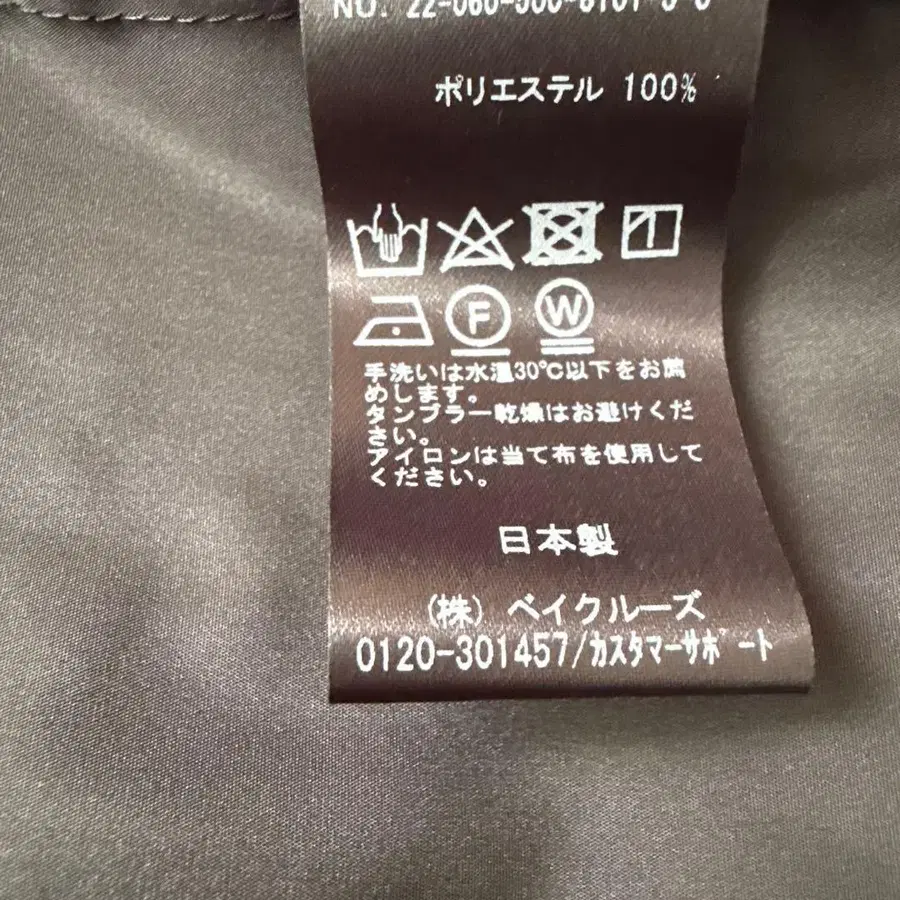 ポリエステル 100%
F W
手洗いは水温30℃以下をお薦
めします。
タンブラー乾燥はお避けくだ
さい。
アイロンは当て布を使用して
ください。
日本製
(株) ベイクルーズ
0120-301457/カスタマーサポート